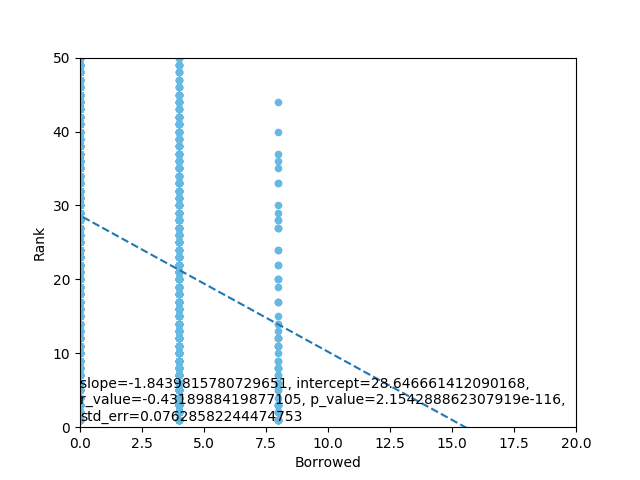 50
40
30
20
10
0
Rank
slope=-1.8439815780729651, intercept=28.646661412090168,
r_value=-0.43189884198771​05, p_value=2.154288862307919e-116,
std_err=0.07628582244474753
0.0 2.5 5.0 7.5 10.0 12.5 15.0 17.5 20.0
Borrowed